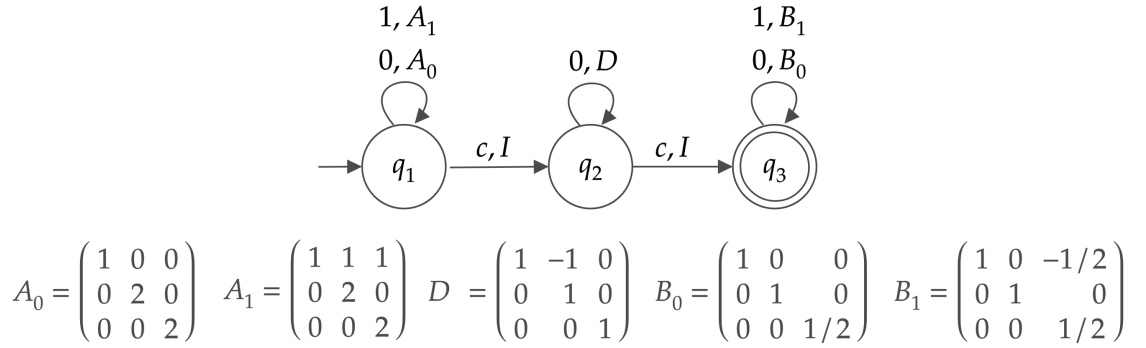 1, A₁ 1, B₁
0, A₀ 0, D 0, B₀
c, I c, I
q₁ q₂ q₃
A₀ = ( 1 0 0 ) A₁ = ( 1 1 1 ) D = ( 1 −1 0 ) B₀ = ( 1 0 0 ) B₁ = ( 1 0 −1/2 )
( 0 2 0 ) ( 0 2 0 ) ( 0 1 0 ) ( 0 1 0 ) ( 0 1 0 )
( 0 0 2 ) ( 0 0 2 ) ( 0 0 1 ) ( 0 0 1/2 ) ( 0 0 1/2 )